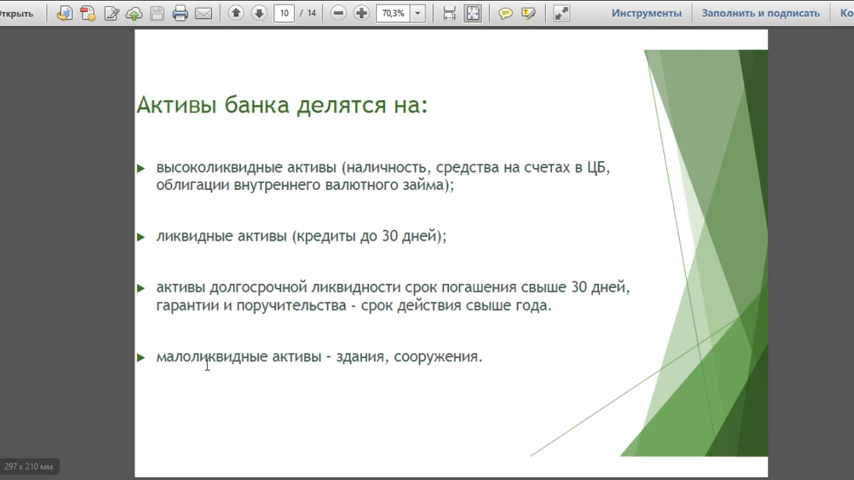 Открыть
10 / 14
70,3%
Инструменты
Заполнить и подписать
Активы банка делятся на:
высоколиквидные активы (наличность, средства на счетах в ЦБ,
облигации внутреннего валютного займа);
ликвидные активы (кредиты до 30 дней);
активы долгосрочной ликвидности срок погашения свыше 30 дней,
гарантии и поручительства - срок действия свыше года.
малоликвидные активы – здания, сооружения.
297 x 210 мм